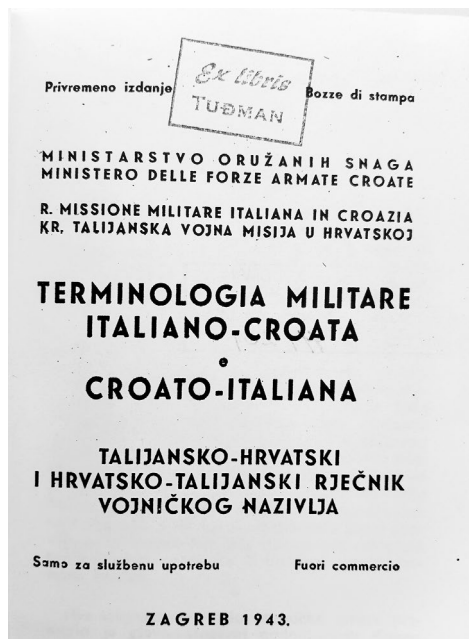 Privremeno izdanje
Ex libris
TUĐMAN
Bozze di stampa
MINISTARSTVO ORUŽANIH SNAGA
MINISTERO DELLE FORZE ARMATE CROATE
R. MISSIONE MILITARE ITALIANA IN CROAZIA
KR. TALIJANSKA VOJNA MISIJA U HRVATSKOJ
TERMINOLOGIA MILITARE
ITALIANO-CROATA
e
CROATO-ITALIANA
TALIJANSKO-HRVATSKI
I HRVATSKO-TALIJANSKI RJEČNIK
VOJNIČKOG NAZIVLJA
Samo za službenu upotrebu
Fuori commercio
ZAGREB 1943.